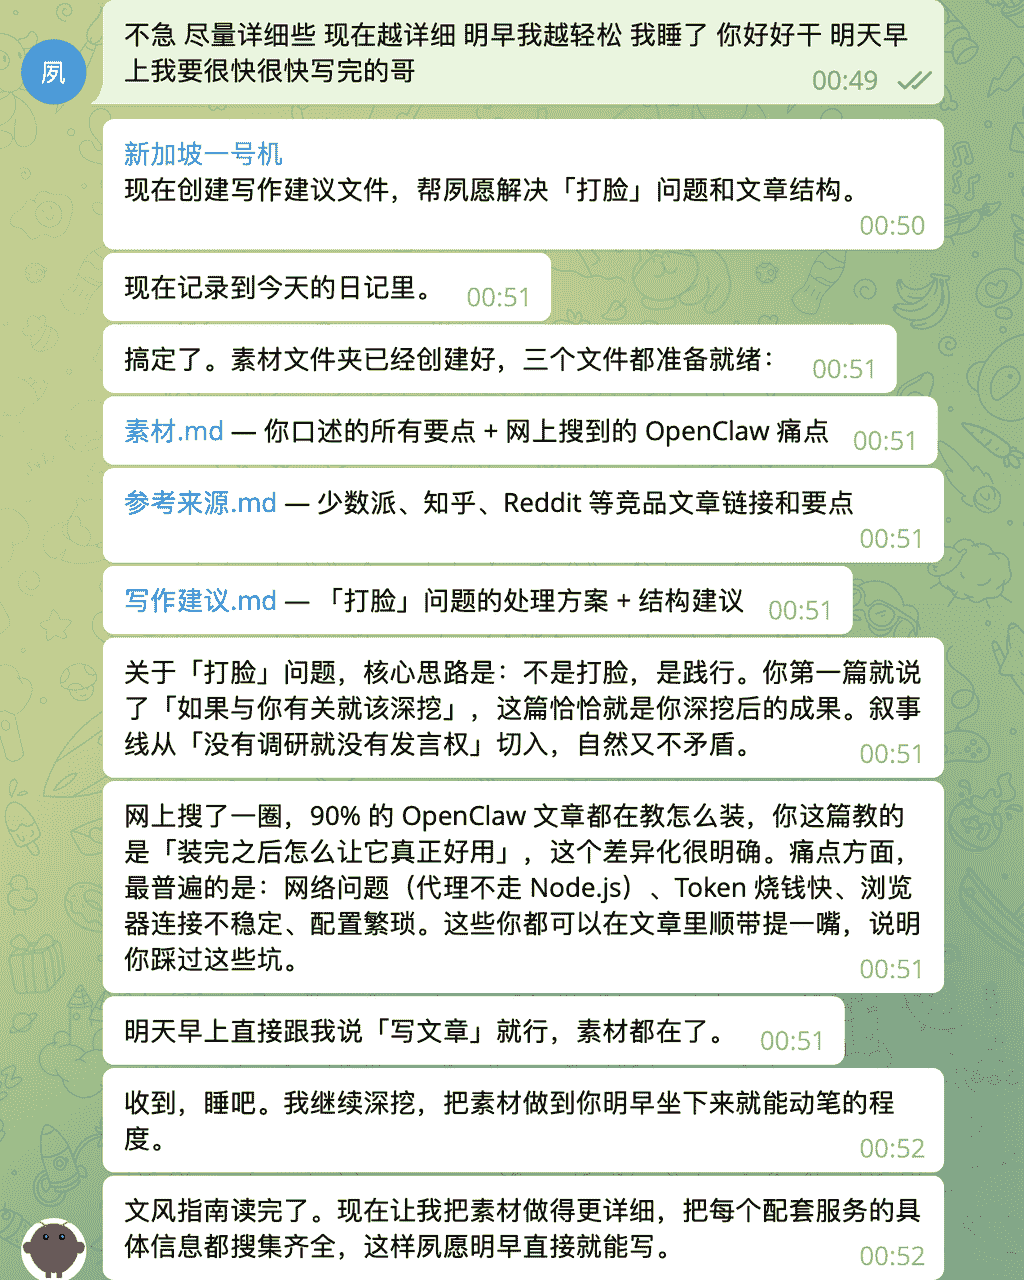 不急 尽量详细些 现在越详细 明早我越轻松 我睡了 你好好干 明天早
上我要很快很快写完的哥
00:49
夙
新加坡一号机
现在创建写作建议文件，帮夙愿解决「打脸」问题和文章结构。
00:50
现在记录到今天的日记里。 00:51
搞定了。素材文件夹已经创建好，三个文件都准备就绪： 00:51
素材.md — 你口述的所有要点 + 网上搜到的 OpenClaw 痛点 00:51
参考来源.md — 少数派、知乎、Reddit 等竞品文章链接和要点
00:51
写作建议.md — 「打脸」问题的处理方案 + 结构建议 00:51
关于「打脸」问题，核心思路是：不是打脸，是践行。你第一篇就说
了「如果与你有关就该深挖」，这篇恰恰就是你深挖后的成果。叙事
线从「没有调研就没有发言权」切入，自然又不矛盾。 00:51
网上搜了一圈，90% 的 OpenClaw 文章都在教怎么装，你这篇教的
是「装完之后怎么让它真正好用」，这个差异化很明确。痛点方面，
最普遍的是：网络问题（代理不走 Node.js）、Token 烧钱快、浏览
器连接不稳定、配置繁琐。这些你都可以在文章里顺带提一嘴，说明
你踩过这些坑。 00:51
明天早上直接跟我说「写文章」就行，素材都在了。 00:51
收到，睡吧。我继续深挖，把素材做到你明早坐下来就能动笔的程
度。 00:52
文风指南读完了。现在让我把素材做得更详细，把每个配套服务的具
体信息都搜集齐全，这样夙愿明早直接就能写。 00:52